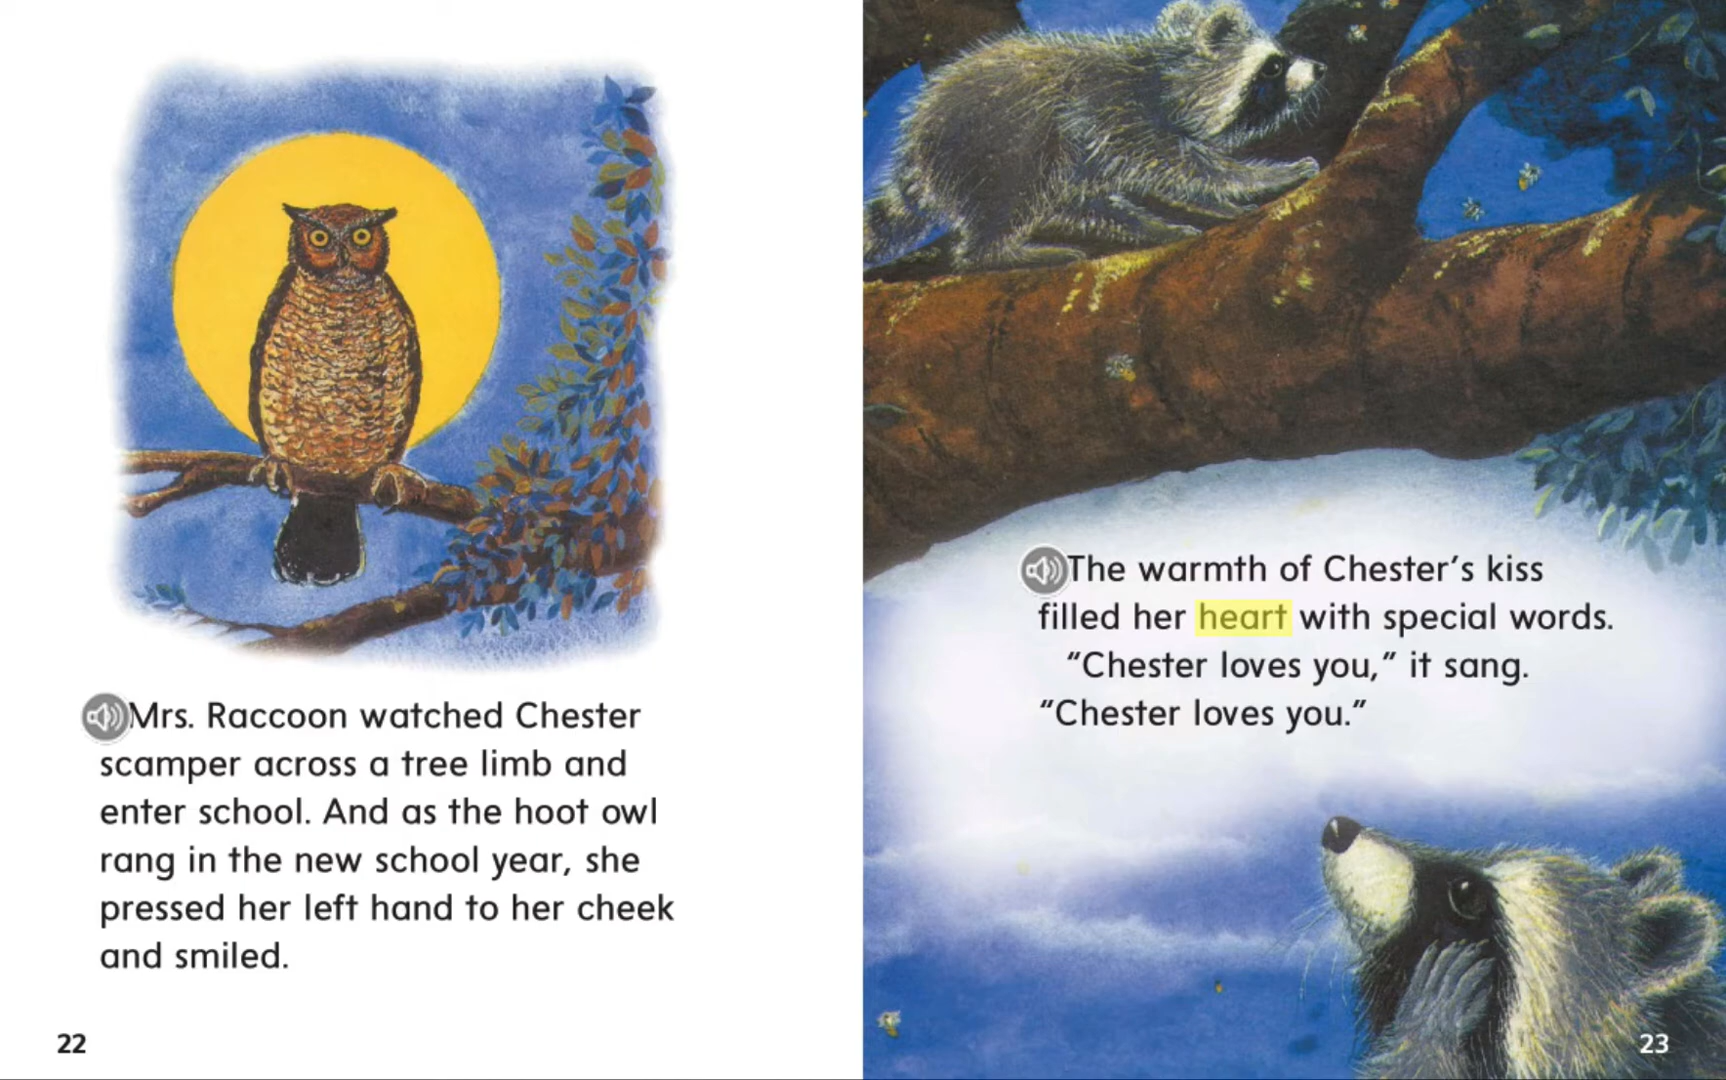 Mrs. Raccoon watched Chester
scamper across a tree limb and
enter school. And as the hoot owl
rang in the new school year, she
pressed her left hand to her cheek
and smiled.
22
The warmth of Chester’s kiss
filled her heart with special words.
“Chester loves you,” it sang.
“Chester loves you.”
23